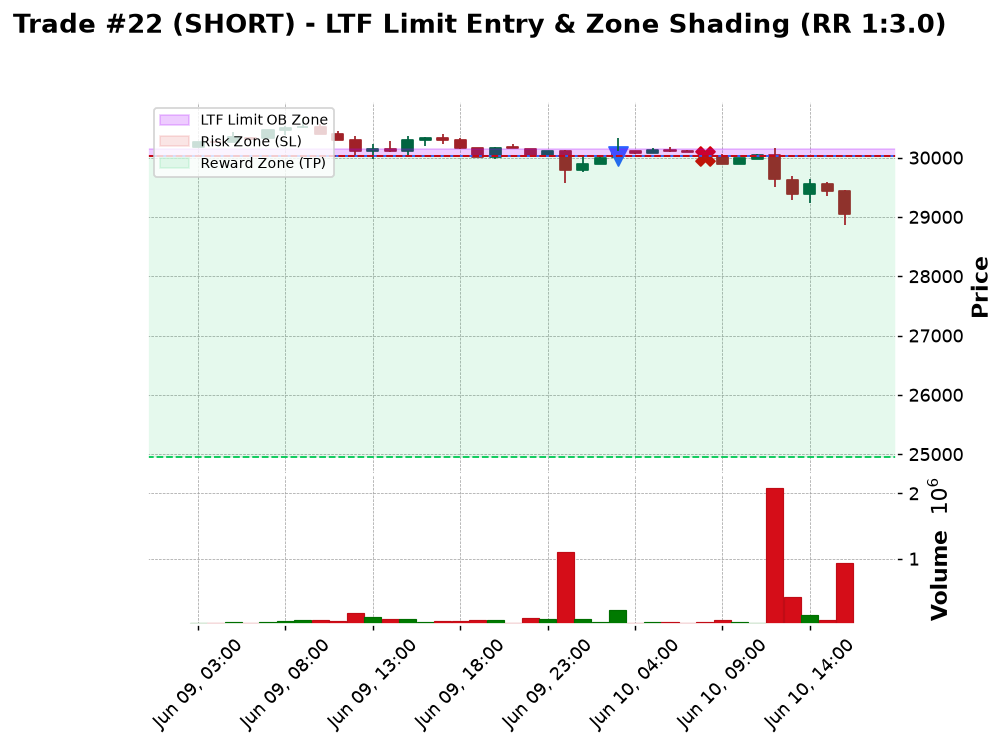 Trade #22 (SHORT) - LTF Limit Entry & Zone Shading (RR 1:3.0)
LTF Limit OB Zone
Risk Zone (SL)
Reward Zone (TP)
30000
29000
28000
27000
26000
25000
Price
2
1
Volume 10^6
Jun 09, 03:00
Jun 09, 08:00
Jun 09, 13:00
Jun 09, 18:00
Jun 09, 23:00
Jun 10, 04:00
Jun 10, 09:00
Jun 10, 14:00